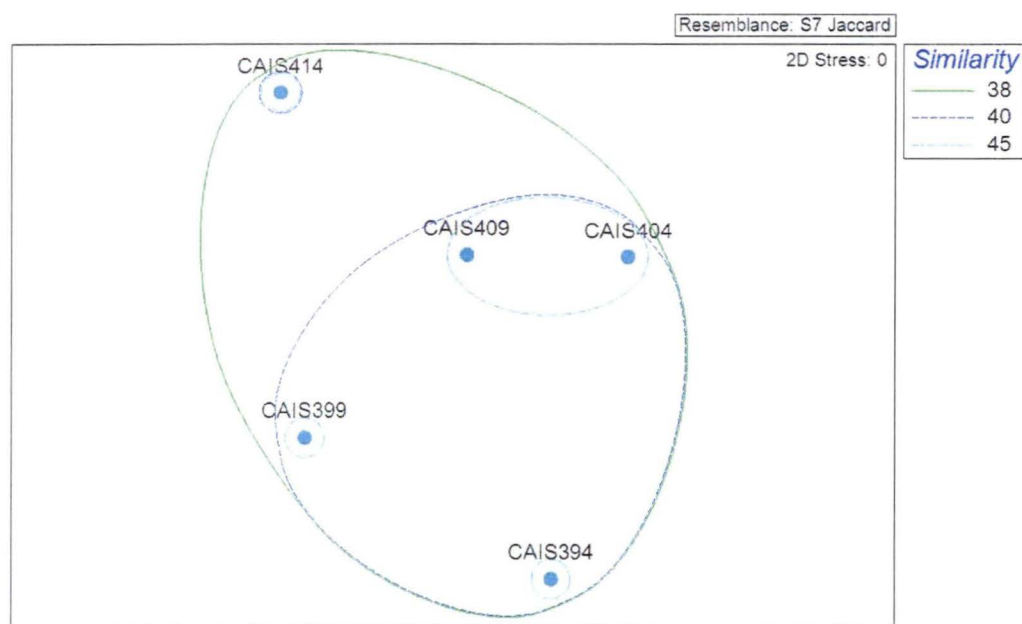 Resemblance: S7 Jaccard
2D Stress: 0
Similarity
38
40
45
CAIS414
CAIS409
CAIS404
CAIS399
CAIS394